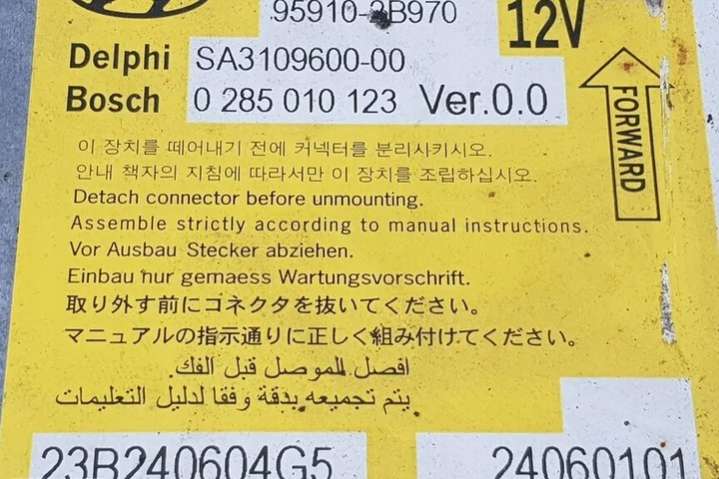 95910-2B970
12V
Delphi SA3109600-00
Bosch 0 285 010 123 Ver.0.0
FORWARD
이 장치를 떼어내기 전에 커넥터를 분리시키시오.
안내 책자의 지침에 따라서만 이 장치를 조립하십시오.
Detach connector before unmounting.
Assemble strictly according to manual instructions.
Vor Ausbau Stecker abziehen.
Einbau nur gemaess Wartungsvorschrift.
取り外す前にコネクタを抜いてください。
マニュアルの指示通りに正しく組み付けてください。
افصل الموصل قبل الفك.
يتم تجميعه بدقة وفقا لدليل التعليمات
23B240604G5
24060101